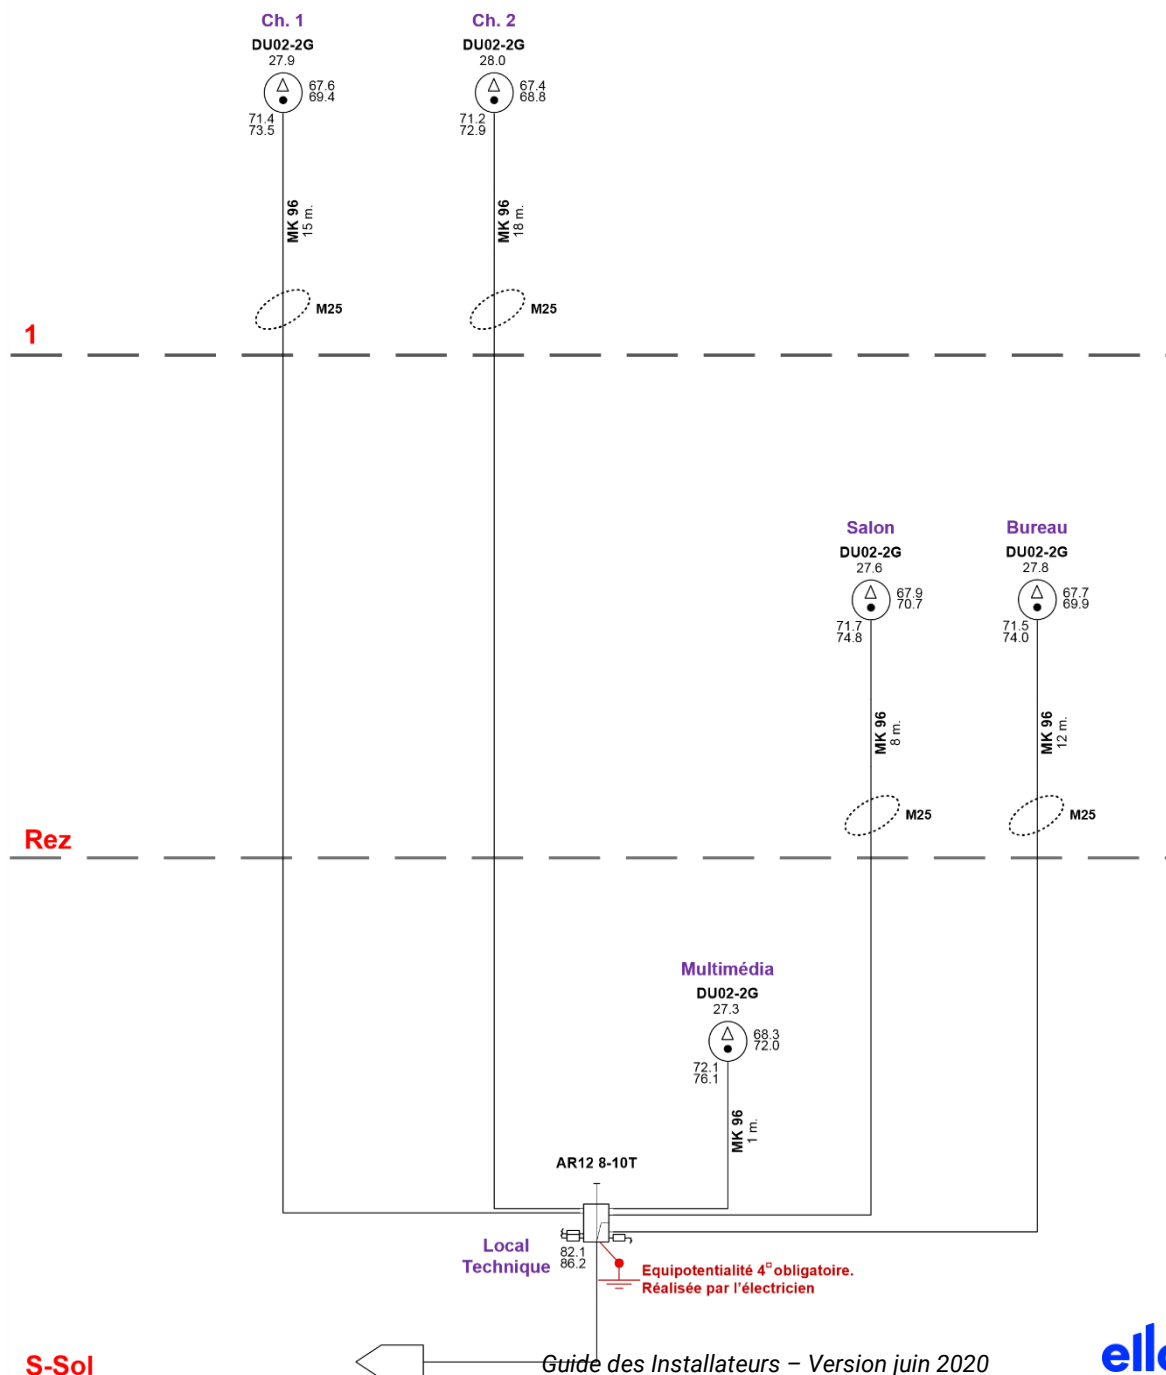 Ch. 1
DU02-2G
27.9
67.6
69.4
71.4
73.5
MK 96
15 m.
M25
Ch. 2
DU02-2G
28.0
67.4
68.8
71.2
72.9
MK 96
18 m.
M25
1
Salon
DU02-2G
27.6
67.9
70.7
71.7
74.8
MK 96
8 m.
M25
Bureau
DU02-2G
27.8
67.7
69.9
71.5
74.0
MK 96
12 m.
M25
Rez
Multimédia
DU02-2G
27.3
68.3
72.0
72.1
76.1
MK 96
1 m.
AR12 8-10T
Local
Technique
82.1
86.2
Equipotentialité 4▫ obligatoire.
Réalisée par l'électricien
S-Sol
Guide des Installateurs – Version juin 2020